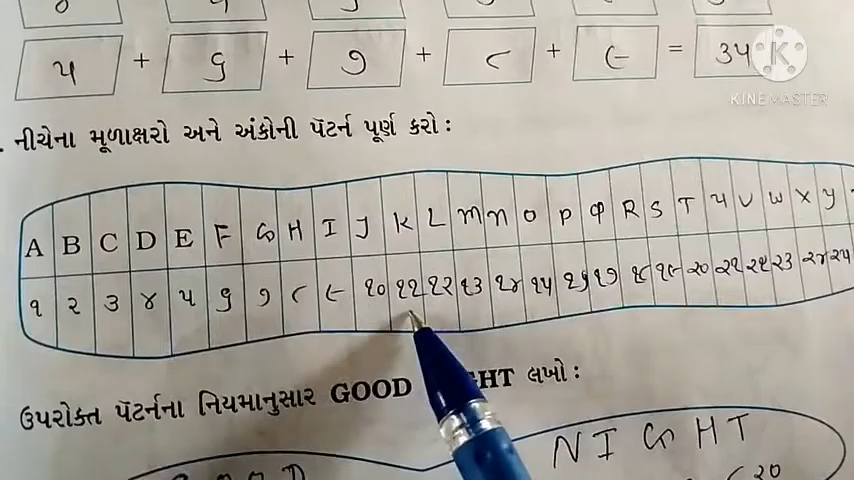 ૫ + ૬ + ૭ + ૮ + ૯ = ૩૫
K
KINEMASTER
નીચેના મૂળાક્ષરો અને અંકોની પૅટર્ન પૂર્ણ કરો :
A B C D E F G H I J K L M N O P Q R S T U V W X Y
૧ ૨ ૩ ૪ ૫ ૬ ૭ ૮ ૯ ૧૦ ૧૧ ૧૨ ૧૩ ૧૪ ૧૫ ૧૬ ૧૭ ૧૮ ૧૯ ૨૦ ૨૧ ૨૨ ૨૩ ૨૪ ૨૫
ઉપરોક્ત પૅટર્નના નિયમાનુસાર GOOD GHT લખો :
N I G H T
૨૦